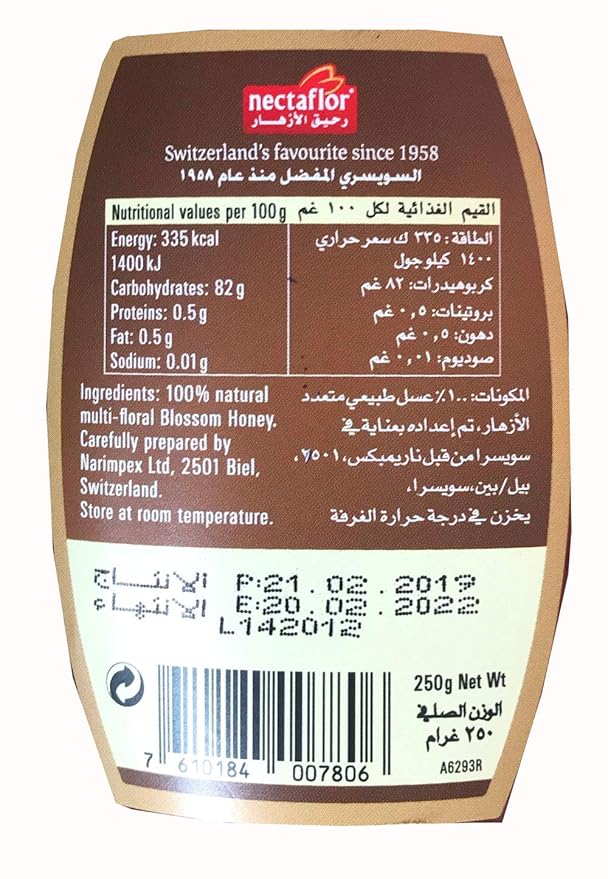 nectaflor
رحيق الأزهار
Switzerland's favourite since 1958
السويسري المفضل منذ عام ١٩٥٨
Nutritional values per 100g القيم الغذائية لكل ١٠٠ غم
Energy: 335 kcal
1400 kJ
Carbohydrates: 82 g
Proteins: 0.5 g
Fat: 0.5 g
Sodium: 0.01 g
الطاقة: ٣٣٥ ك سعر حراري
١٤٠٠ كيلو جول
كربوهيدرات: ٨٢ غم
بروتينات: ٠,٥ غم
دهون: ٠,٥ غم
صوديوم: ٠,٠١ غم
Ingredients: 100% natural
multi-floral Blossom Honey.
Carefully prepared by
Narimpex Ltd, 2501 Biel,
Switzerland.
Store at room temperature.
المكونات: ١٠٠٪ عسل طبيعي متعدد
الأزهار، تم إعداده بعناية في
سويسرا من قبل ناريمبكس، ٢٥٠١،
بيل/بين، سويسرا،
يخزن في درجة حرارة الغرفة
الانتاج P:21.02.2019
الانتهاء E:20.02.2022
L142012
250g Net Wt
الوزن الصافي
٢٥٠ غرام
A6293R
7 610184 007806